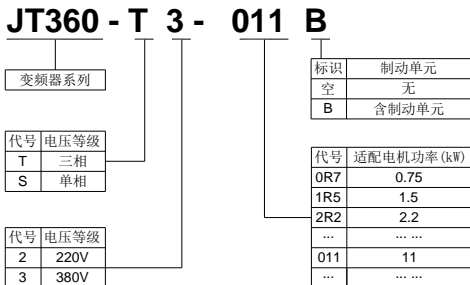 JT360 - T 3 - 011 B
变频器系列
标识 制动单元
空 无
B 含制动单元
代号 电压等级
T 三相
S 单相
代号 适配电机功率(kW)
0R7 0.75
1R5 1.5
2R2 2.2
... ... ...
011 11
... ... ...
代号 电压等级
2 220V
3 380V